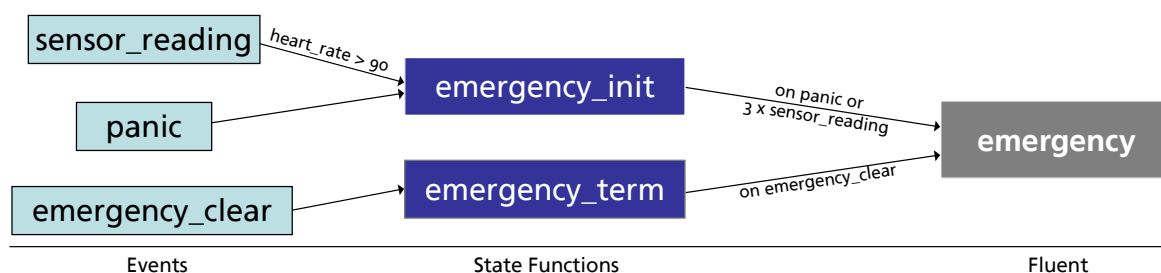 sensor_reading
heart_rate > 90
panic
emergency_clear
emergency_init
emergency_term
on panic or
3 x sensor_reading
on emergency_clear
emergency
Events
State Functions
Fluent